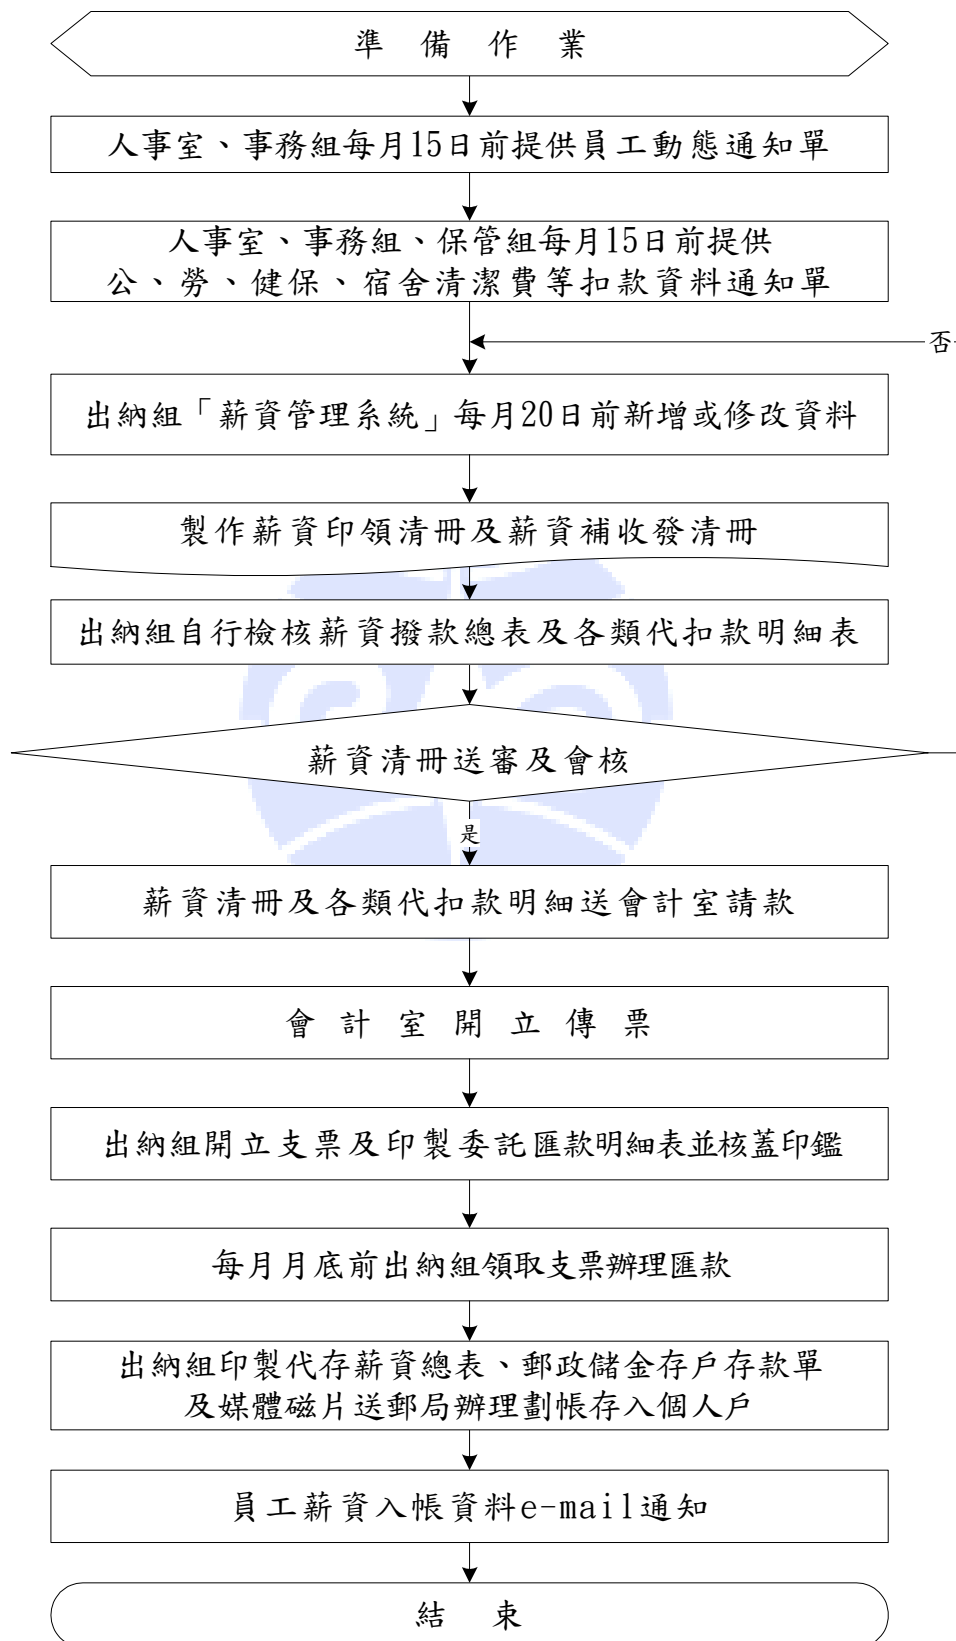 準備作業
人事室、事務組每月15日前提供員工動態通知單
人事室、事務組、保管組每月15日前提供
公、勞、健保、宿舍清潔費等扣款資料通知單
否
出納組「薪資管理系統」每月20日前新增或修改資料
製作薪資印領清冊及薪資補收發清冊
出納組自行檢核薪資撥款總表及各類代扣款明細表
薪資清冊送審及會核
是
薪資清冊及各類代扣款明細送會計室請款
會計室開立傳票
出納組開立支票及印製委託匯款明細表並核蓋印鑑
每月月底前出納組領取支票辦理匯款
出納組印製代存薪資總表、郵政儲金存戶存款單
及媒體磁片送郵局辦理劃帳存入個人戶
員工薪資入帳資料e-mail通知
結束